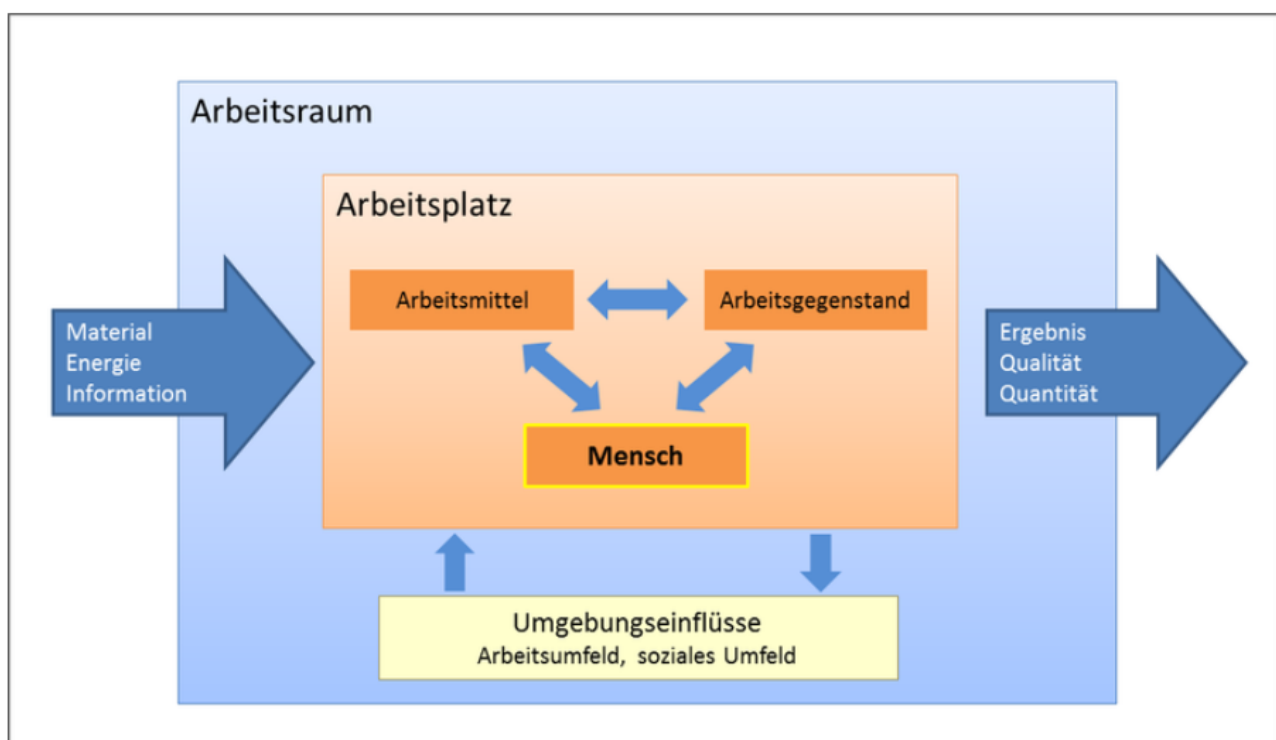 Arbeitsraum
Arbeitsplatz
Arbeitsmittel
Arbeitsgegenstand
Material
Energie
Information
Ergebnis
Qualität
Quantität
Mensch
Umgebungseinflüsse
Arbeitsumfeld, soziales Umfeld